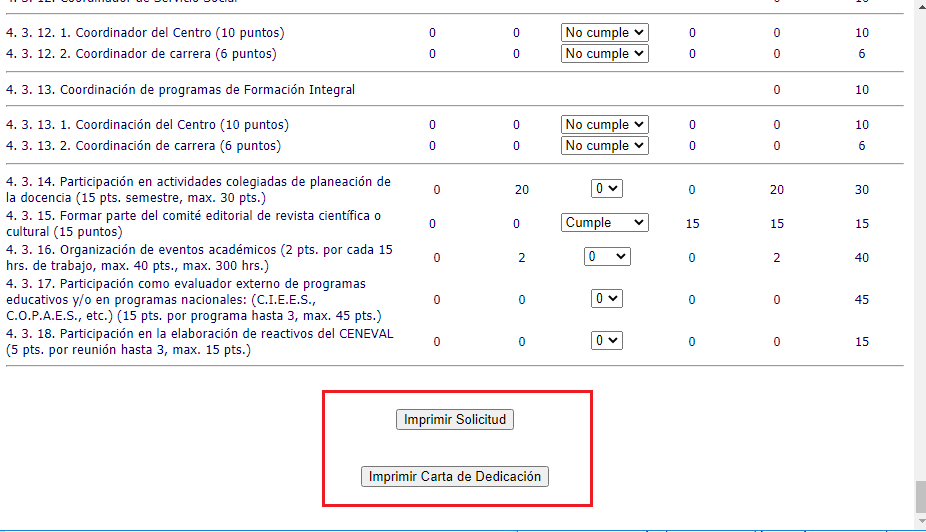 4. 3. 12. Coordinador de Servicio Social 0 10
4. 3. 12. 1. Coordinador del Centro (10 puntos) 0 0 No cumple 0 0 10
4. 3. 12. 2. Coordinador de carrera (6 puntos) 0 0 No cumple 0 0 6
4. 3. 13. Coordinación de programas de Formación Integral 0 10
4. 3. 13. 1. Coordinación del Centro (10 puntos) 0 0 No cumple 0 0 10
4. 3. 13. 2. Coordinación de carrera (6 puntos) 0 0 No cumple 0 0 6
4. 3. 14. Participación en actividades colegiadas de planeación de
la docencia (15 pts. semestre, max. 30 pts.) 0 20 0 0 20 30
4. 3. 15. Formar parte del comité editorial de revista científica o
cultural (15 puntos) 0 0 Cumple 15 15 15
4. 3. 16. Organización de eventos académicos (2 pts. por cada 15
hrs. de trabajo, max. 40 pts., max. 300 hrs.) 0 2 0 0 2 40
4. 3. 17. Participación como evaluador externo de programas
educativos y/o en programas nacionales: (C.I.E.E.S.,
C.O.P.A.E.S., etc.) (15 pts. por programa hasta 3, max. 45 pts.) 0 0 0 0 0 45
4. 3. 18. Participación en la elaboración de reactivos del CENEVAL
(5 pts. por reunión hasta 3, max. 15 pts.) 0 0 0 0 0 15
Imprimir Solicitud
Imprimir Carta de Dedicación